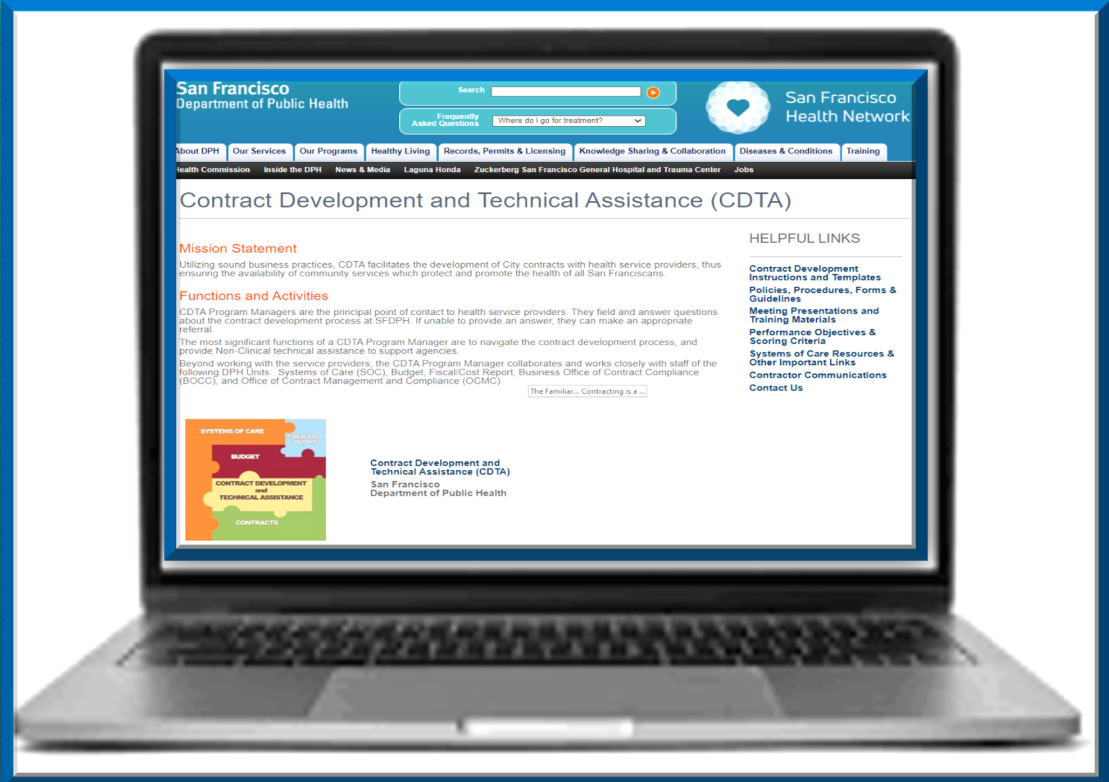 San Francisco
Department of Public Health
Search
Frequently
Asked Questions
Where do I go for treatment?
San Francisco
Health Network
About DPH Our Services Our Programs Healthy Living Records, Permits & Licensing Knowledge Sharing & Collaboration Diseases & Conditions Training
Health Commission Inside the DPH News & Media Laguna Honda Zuckerberg San Francisco General Hospital and Trauma Center Jobs
Contract Development and Technical Assistance (CDTA)
Mission Statement
Utilizing sound business practices, CDTA facilitates the development of City contracts with health service providers, thus
ensuring the availability of community services which protect and promote the health of all San Franciscans.
Functions and Activities
CDTA Program Managers are the principal point of contact to health service providers. They field and answer questions
about the contract development process at SFDPH. If unable to provide an answer, they can make an appropriate
referral.
The most significant functions of a CDTA Program Manager are to navigate the contract development process, and
provide Non-Clinical technical assistance to support agencies.
Beyond working with the service providers, the CDTA Program Manager collaborates and works closely with staff of the
following DPH Units: Systems of Care (SOC), Budget, Fiscal/Cost Report, Business Office of Contract Compliance
(BOCC), and Office of Contract Management and Compliance (OCMC).
The Familiar... Contracting is a ...
HELPFUL LINKS
Contract Development
Instructions and Templates
Policies, Procedures, Forms &
Guidelines
Meeting Presentations and
Training Materials
Performance Objectives &
Scoring Criteria
Systems of Care Resources &
Other Important Links
Contractor Communications
Contact Us
SYSTEMS OF CARE
FISCAL/COST
REPORT
BUDGET
CONTRACT DEVELOPMENT
and
TECHNICAL ASSISTANCE
CONTRACTS
Contract Development and
Technical Assistance (CDTA)
San Francisco
Department of Public Health